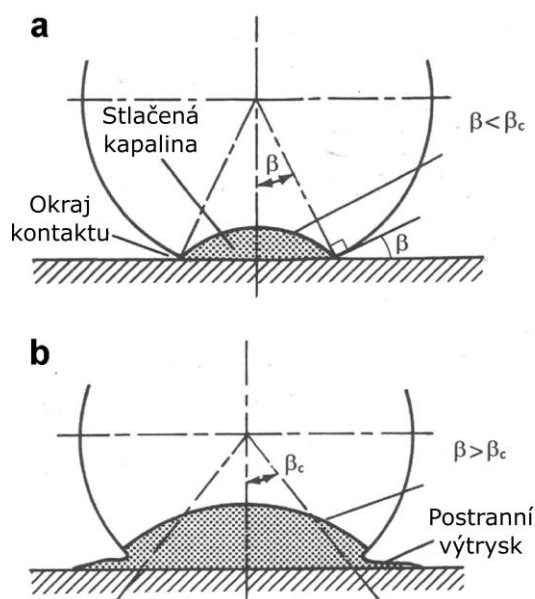 a
Stlačená
kapalina
β<βc
β
Okraj
kontaktu
β
b
βc
β>βc
Postranní
výtrysk